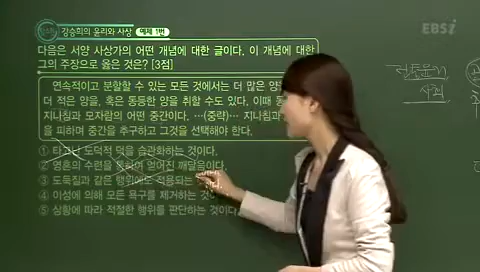 강승희의 윤리와 사상 예제 1번
EBSi
다음은 서양 사상가의 어떤 개념에 대한 글이다. 이 개념에 대한
그의 주장으로 옳은 것은? [3점]
연속적이고 분할할 수 있는 모든 것에서는 더 많은 양
더 적은 양을, 혹은 동등한 양을 취할 수도 있다. 이때 동
지나침과 모자람의 어떤 중간이다. …(중략)… 지나침과
을 피하며 중간을 추구하고 그것을 선택해야 한다.
① 타고난 도덕적 덕을 습관화하는 것이다.
② 영혼의 수련을 통하여 얻어진 깨달음이다.
③ 도둑질과 같은 행위에도 적용되는
④ 이성에 의해 모든 욕구를 제거하는 것
⑤ 상황에 따라 적절한 행위를 판단하는 것이다.